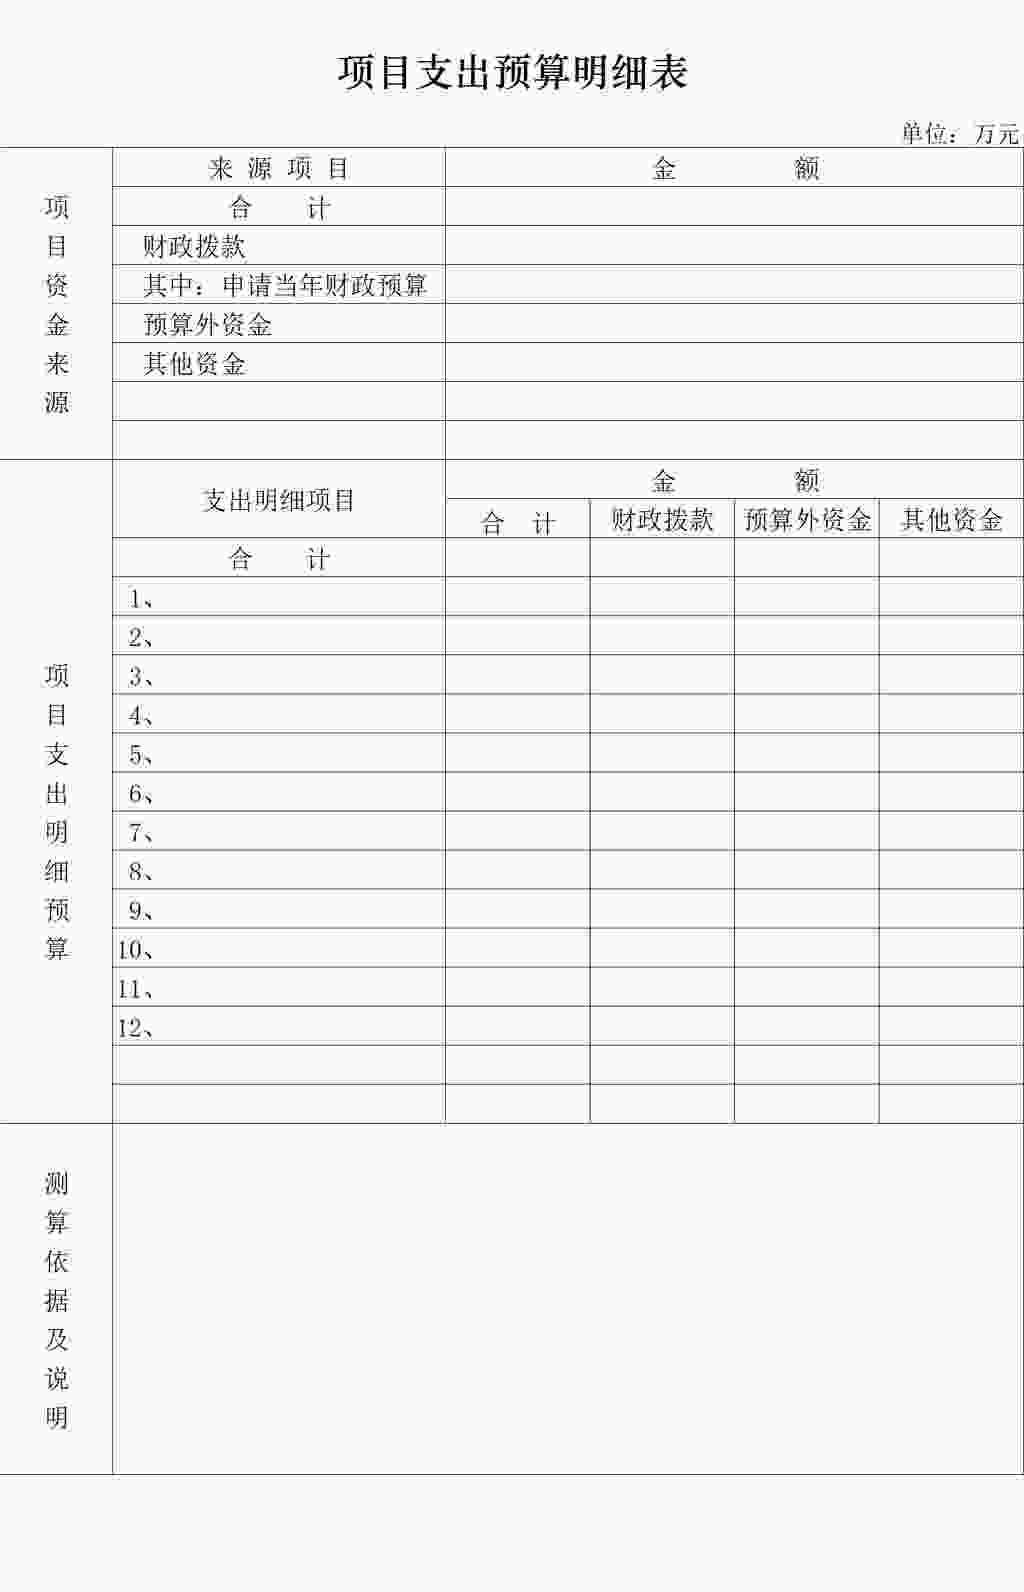 项目支出预算明细表
单位：万元
项目资金来源
来源项目 金额
合计
财政拨款
其中：申请当年财政预算
预算外资金
其他资金
项目支出明细预算
支出明细项目 金额
合计 财政拨款 预算外资金 其他资金
合计
1、
2、
3、
4、
5、
6、
7、
8、
9、
10、
11、
12、
测算依据及说明